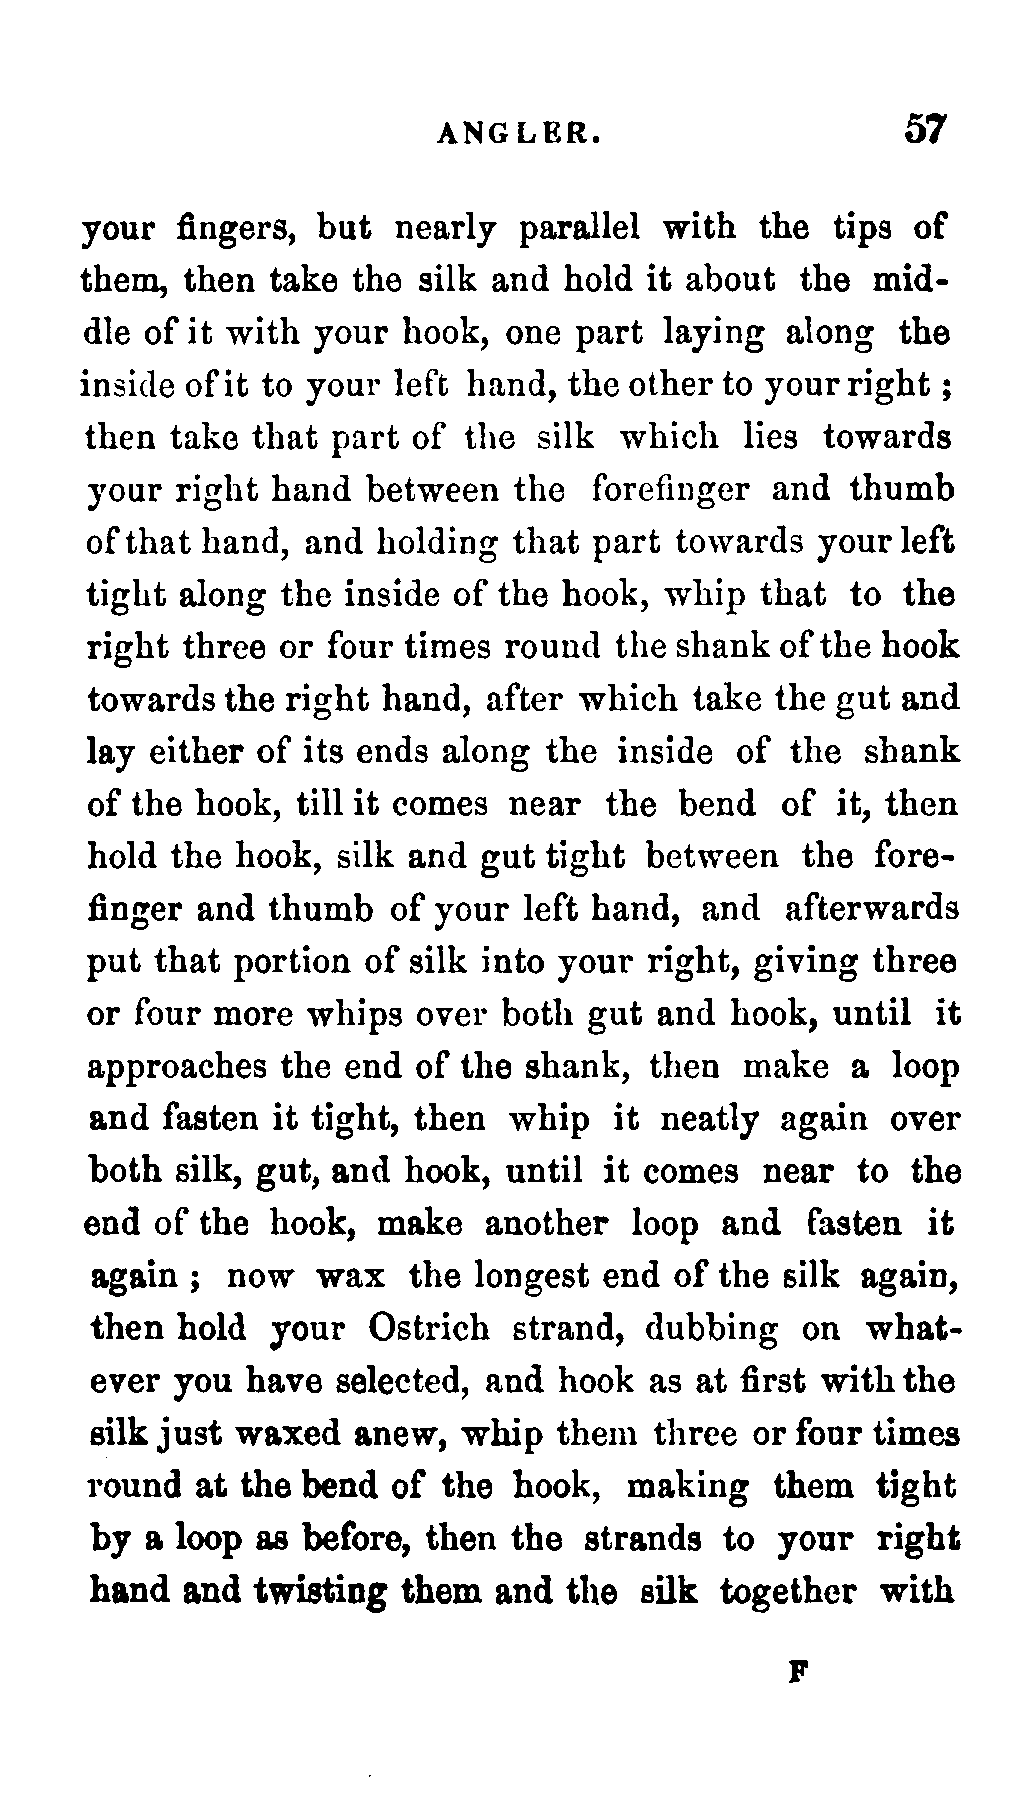 ANGLER. 57
your fingers, but nearly parallel with the tips of
them, then take the silk and hold it about the mid-
dle of it with your hook, one part laying along the
inside of it to your left hand, the other to your right ;
then take that part of the silk which lies towards
your right hand between the forefinger and thumb
of that hand, and holding that part towards your left
tight along the inside of the hook, whip that to the
right three or four times round the shank of the hook
towards the right hand, after which take the gut and
lay either of its ends along the inside of the shank
of the hook, till it comes near the bend of it, then
hold the hook, silk and gut tight between the fore-
finger and thumb of your left hand, and afterwards
put that portion of silk into your right, giving three
or four more whips over both gut and hook, until it
approaches the end of the shank, then make a loop
and fasten it tight, then whip it neatly again over
both silk, gut, and hook, until it comes near to the
end of the hook, make another loop and fasten it
again ; now wax the longest end of the silk again,
then hold your Ostrich strand, dubbing on what-
ever you have selected, and hook as at first with the
silk just waxed anew, whip them three or four times
round at the bend of the hook, making them tight
by a loop as before, then the strands to your right
hand and twisting them and the silk together with
F